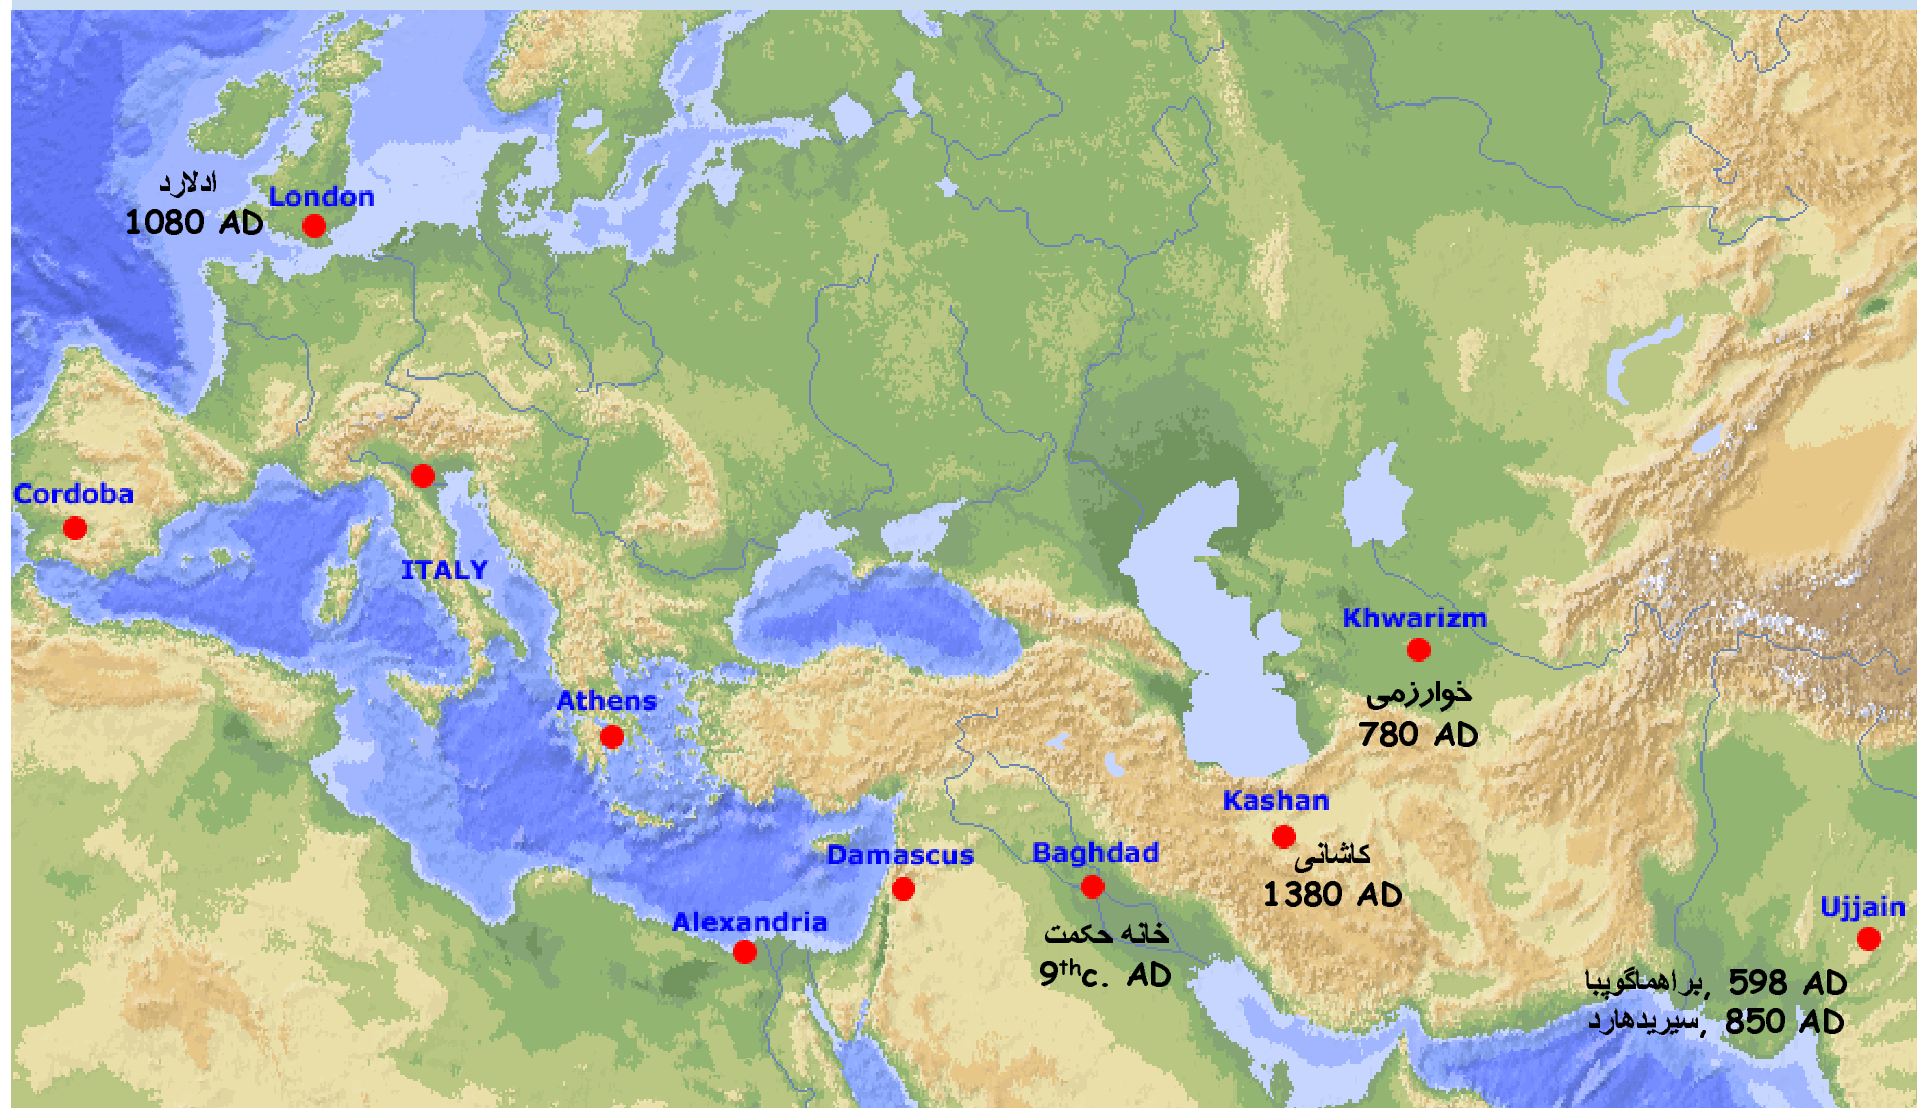 ادلارد
1080 AD
London
Cordoba
ITALY
Khwarizm
خوارزمی
780 AD
Athens
Kashan
کاشانی
1380 AD
Damascus
Baghdad
خانه حکمت
9thc. AD
Alexandria
Ujjain
براهماگوپبا, 598 AD
سیریدهارد, 850 AD